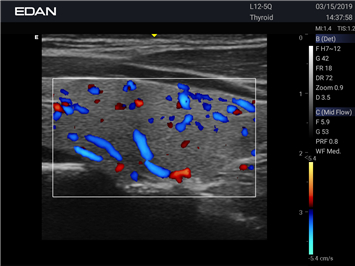 EDAN
L12-5Q
Thyroid
03/15/2019
14:37:58
MI:1.4 TIS:1.2
B (Det)
F H7~12
G 42
FR 18
DR 72
Zoom 0.9
D 3.5
C (Mid Flow)
F 5.9
G 53
PRF 0.8
WF Med.
5.4
-5.4 cm/s
E
0
1
2
3